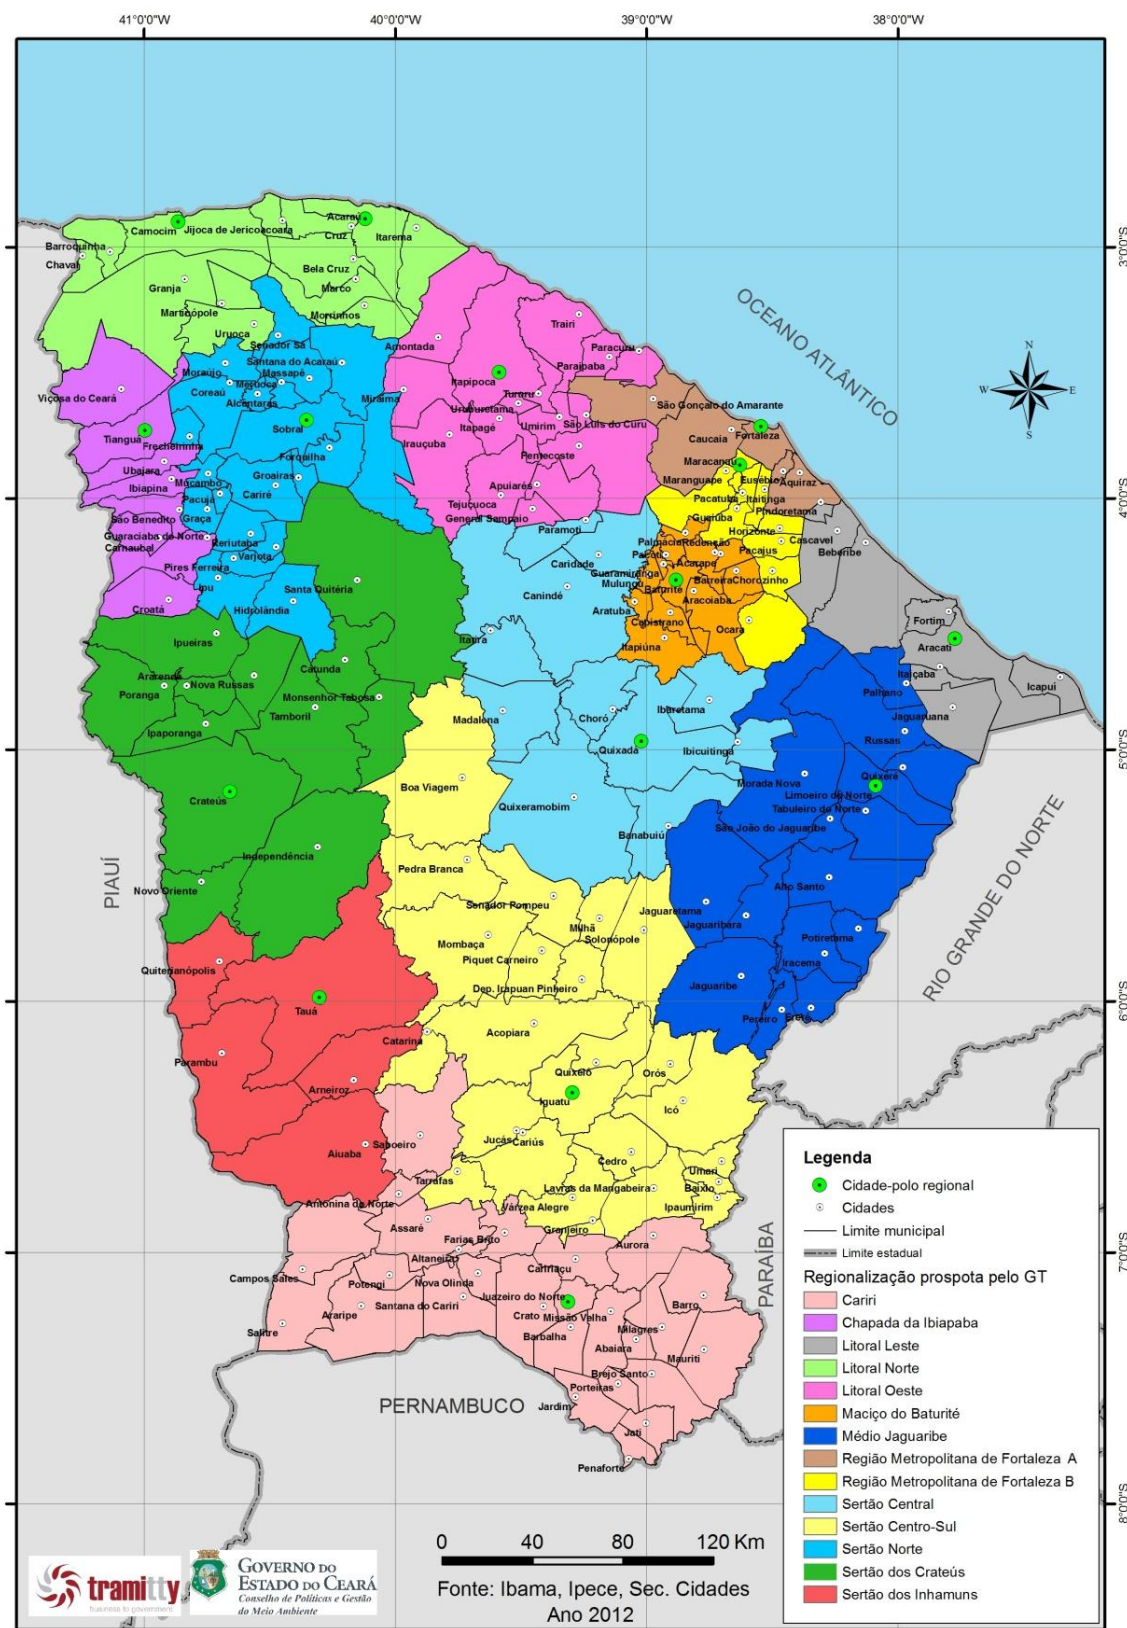 41°0'0"W
40°0'0"W
39°0'0"W
38°0'0"W
3°0'0"S
4°0'0"S
5°0'0"S
6°0'0"S
7°0'0"S
8°0'0"S
OCEANO ATLÂNTICO
N
W
E
S
PIAUÍ
RIO GRANDE DO NORTE
PARAÍBA
PERNAMBUCO
Acaraú
Camocim
Jijoca de Jericoacoara
Cruz
Itarema
Barroquinha
Chaval
Bela Cruz
Granja
Marco
Martinópole
Morrinhos
Uruoca
Senador Sá
Amontada
Trairi
Paracuru
Paraipaba
Moraújo
Santana do Acaraú
Massapé
Meruoca
Coreaú
Alcântaras
Miraíma
Itapipoca
Tururu
Uruburetama
Itapagé
Umirim
São Luís do Curu
São Gonçalo do Amarante
Viçosa do Ceará
Tianguá
Frecheirinha
Sobral
Forquilha
Irauçuba
Pentecoste
Caucaia
Fortaleza
Maracanaú
Maranguape
Eusébio
Aquiraz
Pacatuba
Itaitinga
Pindoretama
Guaiúba
Horizonte
Cascavel
Pacajus
Beberibe
Ubajara
Ibiapina
Mucambo
Groaíras
Pacujá
Cariré
Graça
São Benedito
Guaraciaba do Norte
Carnaubal
Reriutaba
Varjota
Pires Ferreira
Ipu
Croatá
Hidrolândia
Santa Quitéria
Apuiarés
Tejuçuoca
General Sampaio
Paramoti
Caridade
Canindé
Palmácia
Redenção
Pacoti
Acarape
Guaramiranga
Mulungu
Baturité
Barreira
Chorozinho
Aratuba
Aracoiaba
Capistrano
Ocara
Itapiúna
Itatira
Fortim
Aracati
Itaiçaba
Icapuí
Palhano
Jaguaruana
Russas
Ipueiras
Ararendá
Nova Russas
Poranga
Catunda
Monsenhor Tabosa
Tamboril
Ipaporanga
Madalena
Choró
Ibaretama
Quixadá
Ibicuitinga
Morada Nova
Quixeré
Limoeiro do Norte
Tabuleiro do Norte
São João do Jaguaribe
Crateús
Boa Viagem
Quixeramobim
Banabuiú
Independência
Novo Oriente
Pedra Branca
Senador Pompeu
Milhã
Solonópole
Jaguaretama
Jaguaribara
Alto Santo
Potiretama
Iracema
Mombaça
Piquet Carneiro
Dep. Irapuan Pinheiro
Jaguaribe
Pereiro
Ererê
Quiterianópolis
Tauá
Parambu
Catarina
Arneiroz
Acopiara
Quixelô
Orós
Iguatu
Icó
Aiuaba
Saboeiro
Jucás
Cariús
Cedro
Umari
Baixio
Ipaumirim
Lavras da Mangabeira
Tarrafas
Várzea Alegre
Granjeiro
Antonina do Norte
Assaré
Farias Brito
Altaneira
Aurora
Caririaçu
Campos Sales
Potengi
Nova Olinda
Juazeiro do Norte
Santana do Cariri
Araripe
Crato
Missão Velha
Barro
Salitre
Barbalha
Milagres
Abaiara
Mauriti
Brejo Santo
Porteiras
Jardim
Jati
Penaforte
Legenda
Cidade-polo regional
Cidades
Limite municipal
Limite estadual
Regionalização prospota pelo GT
Cariri
Chapada da Ibiapaba
Litoral Leste
Litoral Norte
Litoral Oeste
Maciço do Baturité
Médio Jaguaribe
Região Metropolitana de Fortaleza A
Região Metropolitana de Fortaleza B
Sertão Central
Sertão Centro-Sul
Sertão Norte
Sertão dos Crateús
Sertão dos Inhamuns
0 40 80 120 Km
Fonte: Ibama, Ipece, Sec. Cidades
Ano 2012
tramitty
business to government
GOVERNO DO
ESTADO DO CEARÁ
Conselho de Políticas e Gestão
do Meio Ambiente